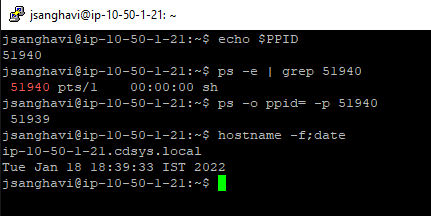 jsanghavi@ip-10-50-1-21: ~
jsanghavi@ip-10-50-1-21:~$ echo $PPID
51940
jsanghavi@ip-10-50-1-21:~$ ps -e | grep 51940
51940 pts/1    00:00:00 sh
jsanghavi@ip-10-50-1-21:~$ ps -o ppid= -p 51940
51939
jsanghavi@ip-10-50-1-21:~$ hostname -f;date
ip-10-50-1-21.cdsys.local
Tue Jan 18 18:39:33 IST 2022
jsanghavi@ip-10-50-1-21:~$